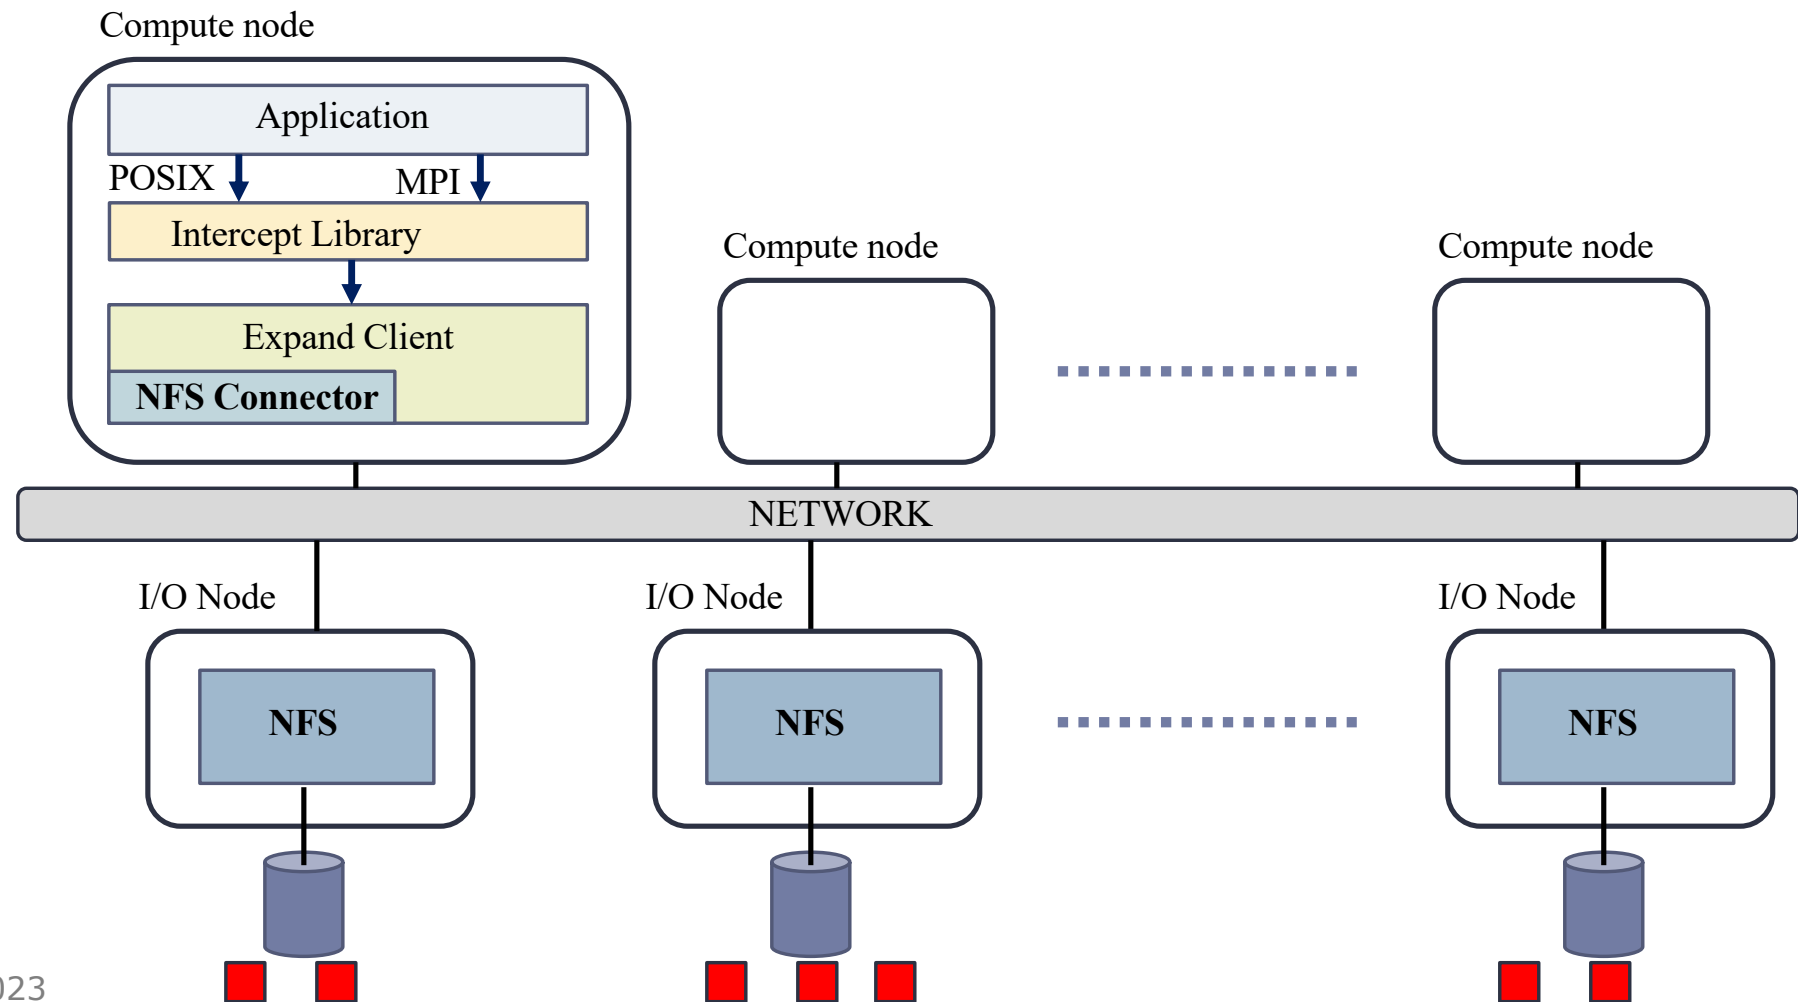 Compute node
Application
POSIX
MPI
Intercept Library
Expand Client
NFS Connector
Compute node
Compute node
NETWORK
I/O Node
I/O Node
I/O Node
NFS
NFS
NFS
023